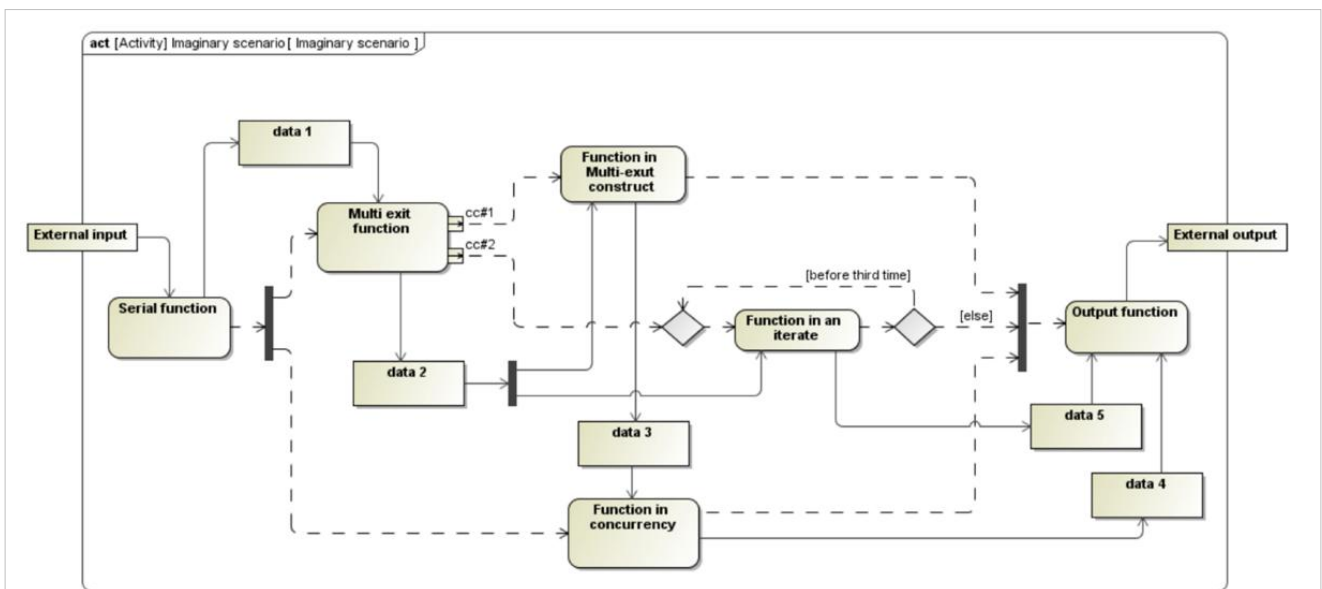 act [Activity] Imaginary scenario[ Imaginary scenario ]
data 1
Function in
Multi-exut
construct
Multi exit
function
cc#1
cc#2
External input
External output
[before third time]
Serial function
Function in an
iterate
[else]
Output function
data 2
data 3
data 5
data 4
Function in
concurrency